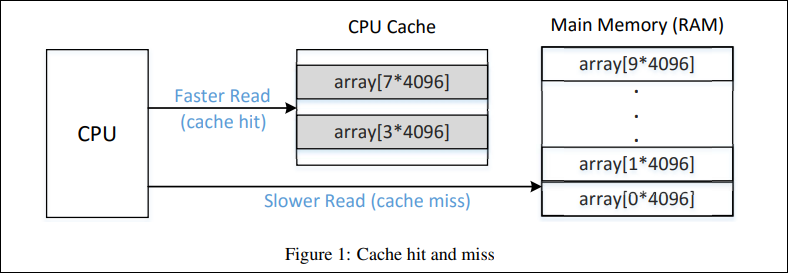 CPU Cache
Main Memory (RAM)
CPU
Faster Read
(cache hit)
array[7*4096]
array[3*4096]
array[9*4096]
.
.
.
array[1*4096]
array[0*4096]
Slower Read (cache miss)
Figure 1: Cache hit and miss